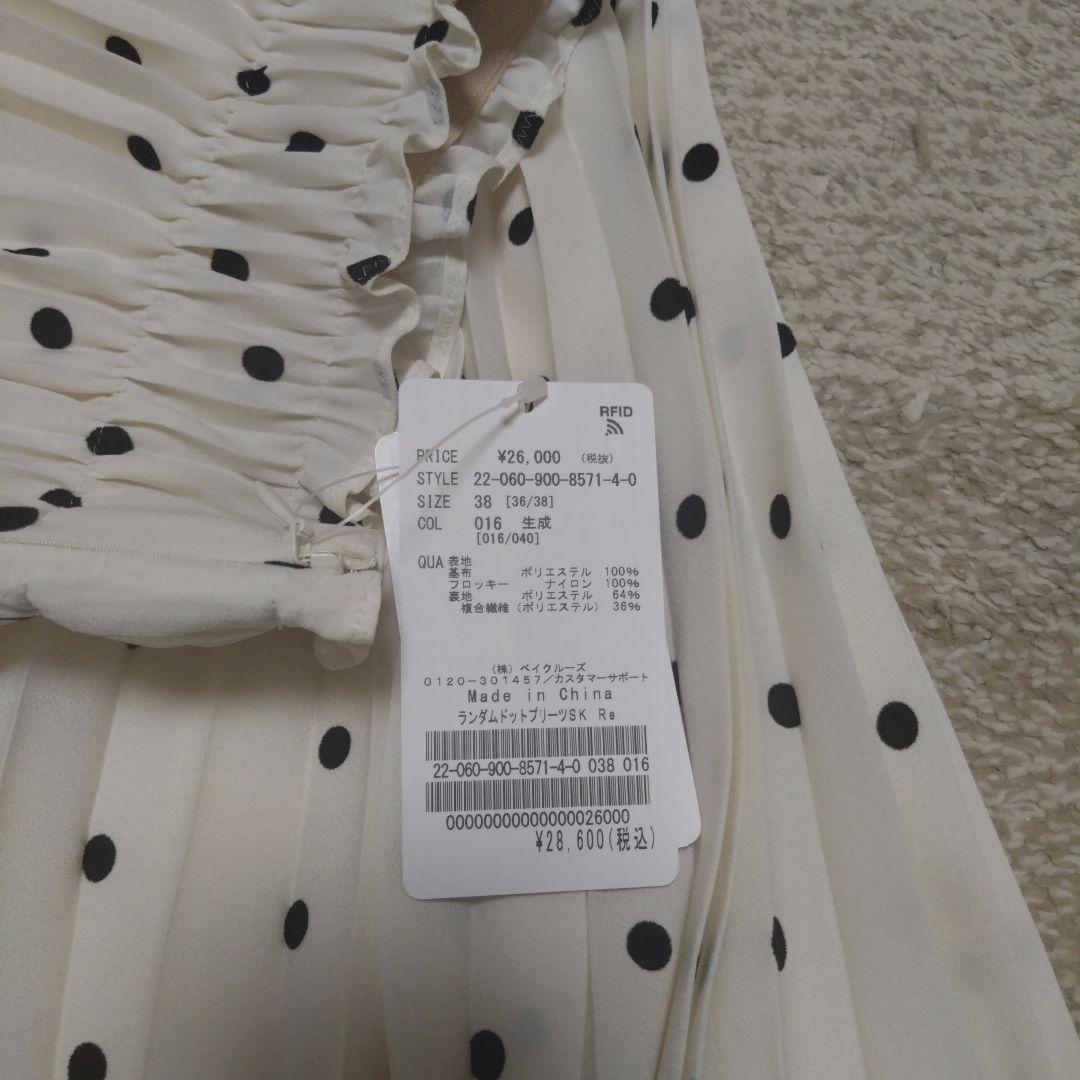 RFID
PRICE ¥26,000 (税抜)
STYLE 22-060-900-8571-4-0
SIZE 38 [36/38]
COL 016 生成
[016/040]
QUA 表地
基布 ポリエステル 100%
フロッキー ナイロン 100%
裏地 ポリエステル 64%
複合繊維(ポリエステル) 36%
(株)ベイクルーズ
0120-301457/カスタマーサポート
Made in China
ランダムドットプリーツSK Re
22-060-900-8571-4-0 038 016
00000000000000026000
¥28,600(税込)